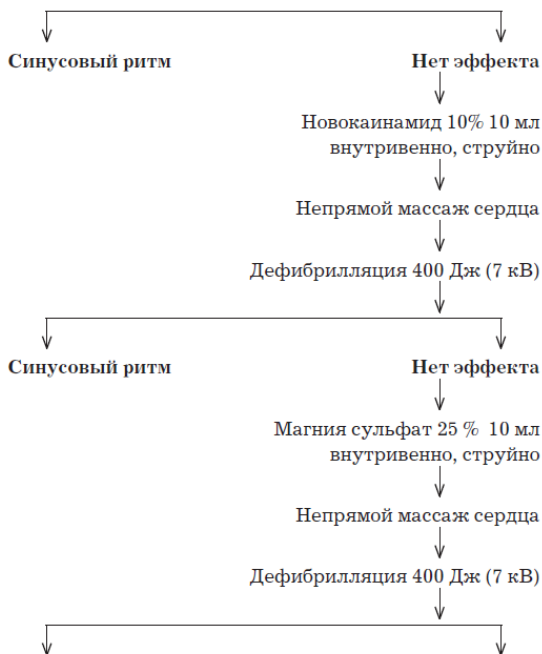 Синусовый ритм
Нет эффекта
Новокаинамид 10% 10 мл
внутривенно, струйно
Непрямой массаж сердца
Дефибрилляция 400 Дж (7 кВ)
Синусовый ритм
Нет эффекта
Магния сульфат 25 % 10 мл
внутривенно, струйно
Непрямой массаж сердца
Дефибрилляция 400 Дж (7 кВ)